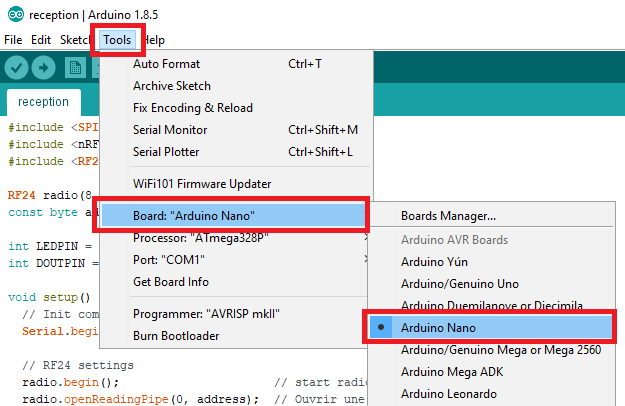 reception | Arduino 1.8.5
File Edit Sketch Tools Help
reception
Auto Format Ctrl+T
Archive Sketch
Fix Encoding & Reload
Serial Monitor Ctrl+Shift+M
Serial Plotter Ctrl+Shift+L
WiFi101 Firmware Updater
Board: "Arduino Nano"
Processor: "ATmega328P"
Port: "COM1"
Get Board Info
Programmer: "AVRISP mkII"
Burn Bootloader
Boards Manager...
Arduino AVR Boards
Arduino Yún
Arduino/Genuino Uno
Arduino Duemilanove or Diecimila
Arduino Nano
Arduino/Genuino Mega or Mega 2560
Arduino Mega ADK
Arduino Leonardo
#include <SPI
#include <nRF
#include <RF2
RF24 radio(8
const byte a
int LEDPIN =
int DOUTPIN =
void setup()
// Init com
Serial.begi
// RF24 settings
radio.begin(); // start radio
radio.openReadingPipe(0, address); // Ouvrir une